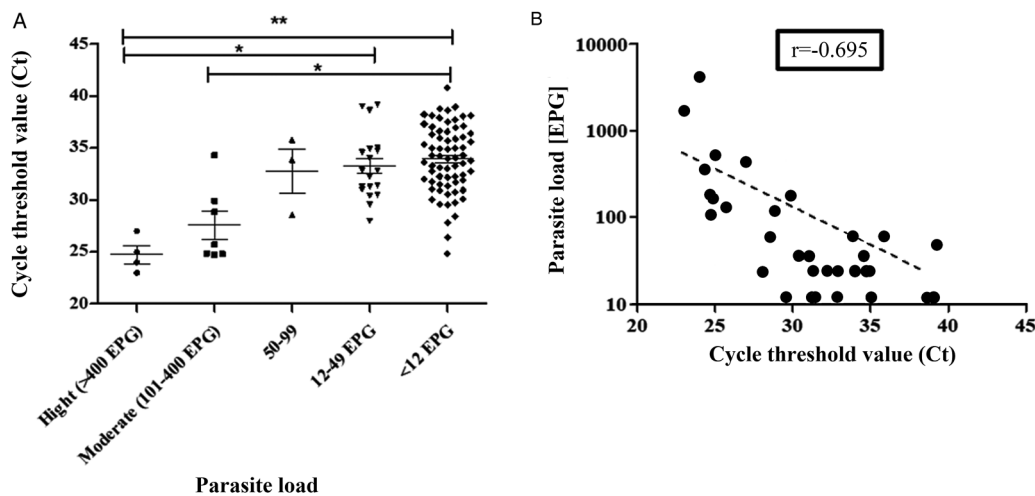 A
**
*
*
Cycle threshold value (Ct)
45
40
35
30
25
20
Hight (>400 EPG)
Moderate (101-400 EPG)
50-99
12-49 EPG
<12 EPG
Parasite load
B
r=-0.695
Parasite load [EPG]
10000
1000
100
10
20
25
30
35
40
45
Cycle threshold value (Ct)